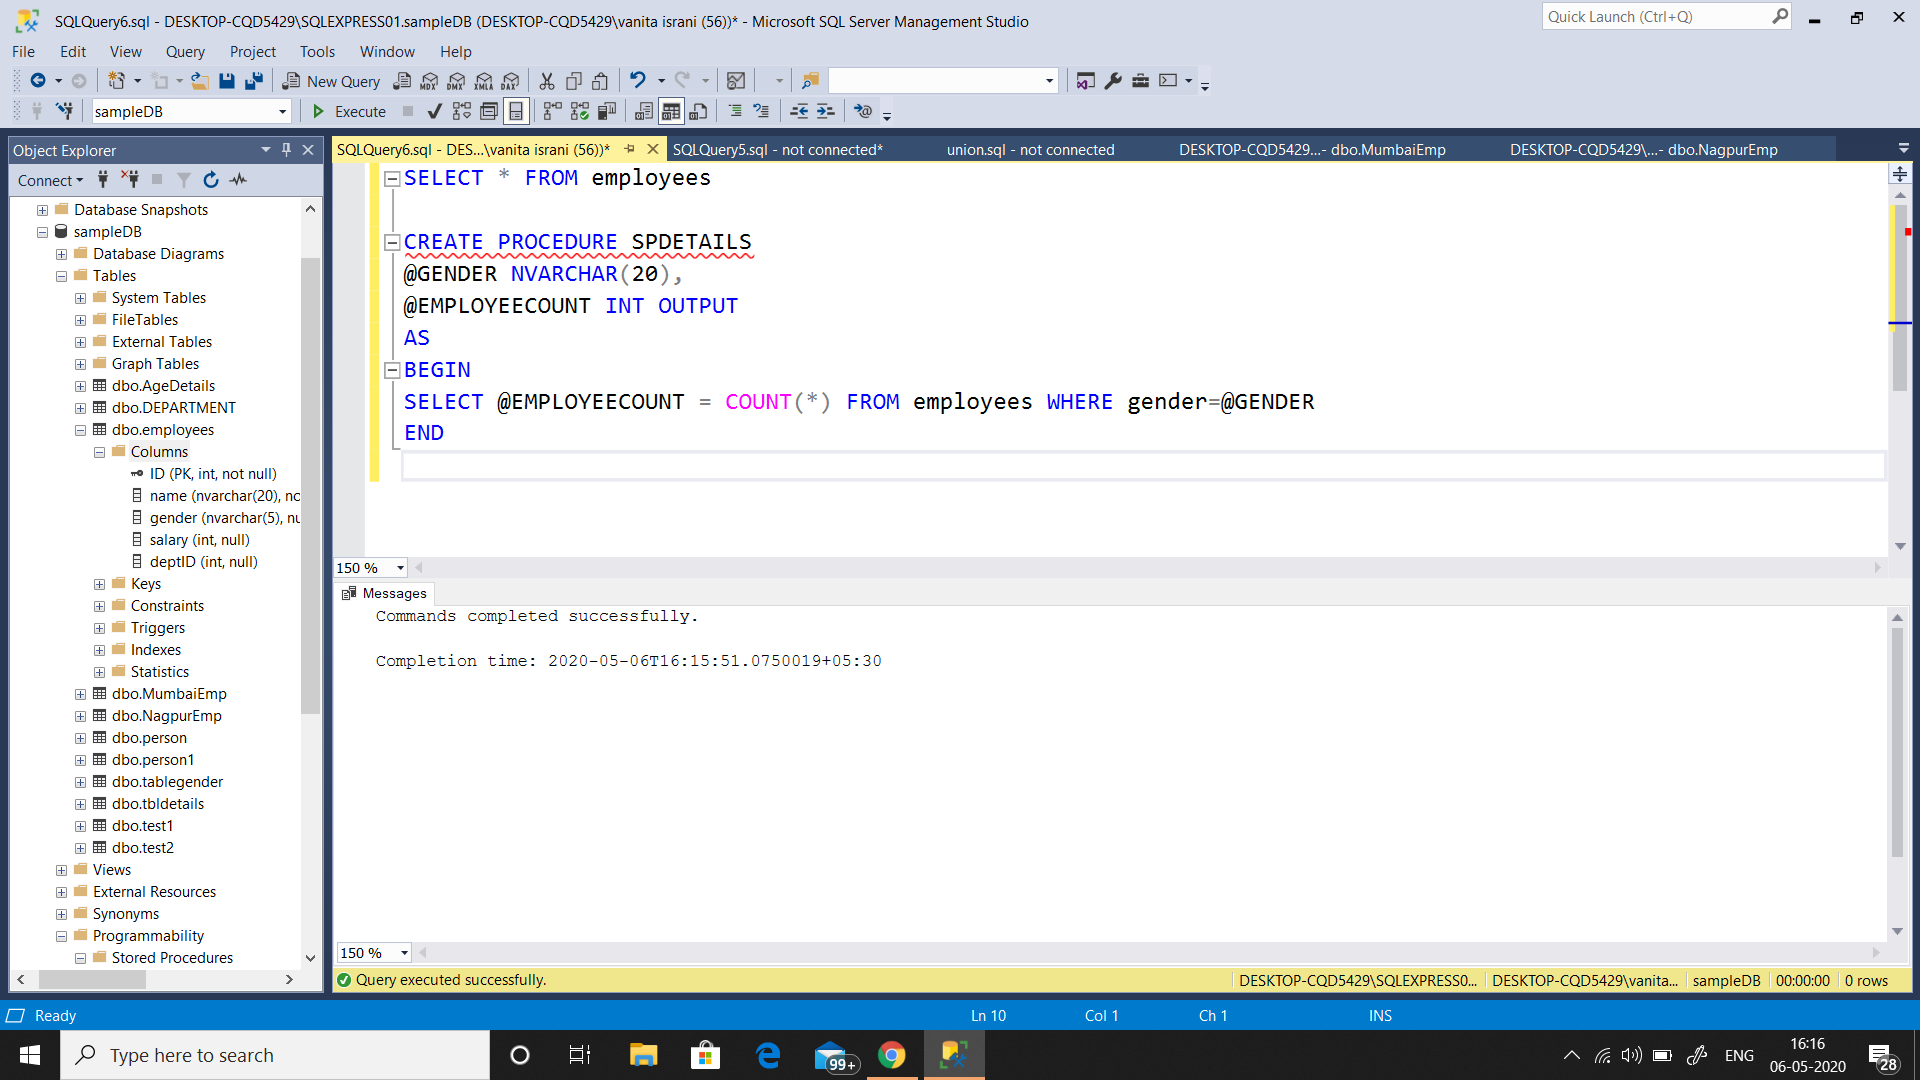 SQLQuery6.sql - DESKTOP-CQD5429\SQLEXPRESS01.sampleDB (DESKTOP-CQD5429\vanita israni (56))* - Microsoft SQL Server Management Studio
Quick Launch (Ctrl+Q)
File Edit View Query Project Tools Window Help
New Query MDX DMX XMLA DAX
sampleDB Execute
Object Explorer
Connect
Database Snapshots
sampleDB
Database Diagrams
Tables
System Tables
FileTables
External Tables
Graph Tables
dbo.AgeDetails
dbo.DEPARTMENT
dbo.employees
Columns
ID (PK, int, not null)
name (nvarchar(20), no
gender (nvarchar(5), nu
salary (int, null)
deptID (int, null)
Keys
Constraints
Triggers
Indexes
Statistics
dbo.MumbaiEmp
dbo.NagpurEmp
dbo.person
dbo.person1
dbo.tablegender
dbo.tbldetails
dbo.test1
dbo.test2
Views
External Resources
Synonyms
Programmability
Stored Procedures
SQLQuery6.sql - DES...\vanita israni (56))* SQLQuery5.sql - not connected* union.sql - not connected DESKTOP-CQD5429...- dbo.MumbaiEmp DESKTOP-CQD5429\...- dbo.NagpurEmp
SELECT * FROM employees
CREATE PROCEDURE SPDETAILS
@GENDER NVARCHAR(20),
@EMPLOYEECOUNT INT OUTPUT
AS
BEGIN
SELECT @EMPLOYEECOUNT = COUNT(*) FROM employees WHERE gender=@GENDER
END
150 %
Messages
Commands completed successfully.
Completion time: 2020-05-06T16:15:51.0750019+05:30
150 %
Query executed successfully. DESKTOP-CQD5429\SQLEXPRESS0... DESKTOP-CQD5429\vanita... sampleDB 00:00:00 0 rows
Ready Ln 10 Col 1 Ch 1 INS
Type here to search
99+
ENG
16:16
06-05-2020
28